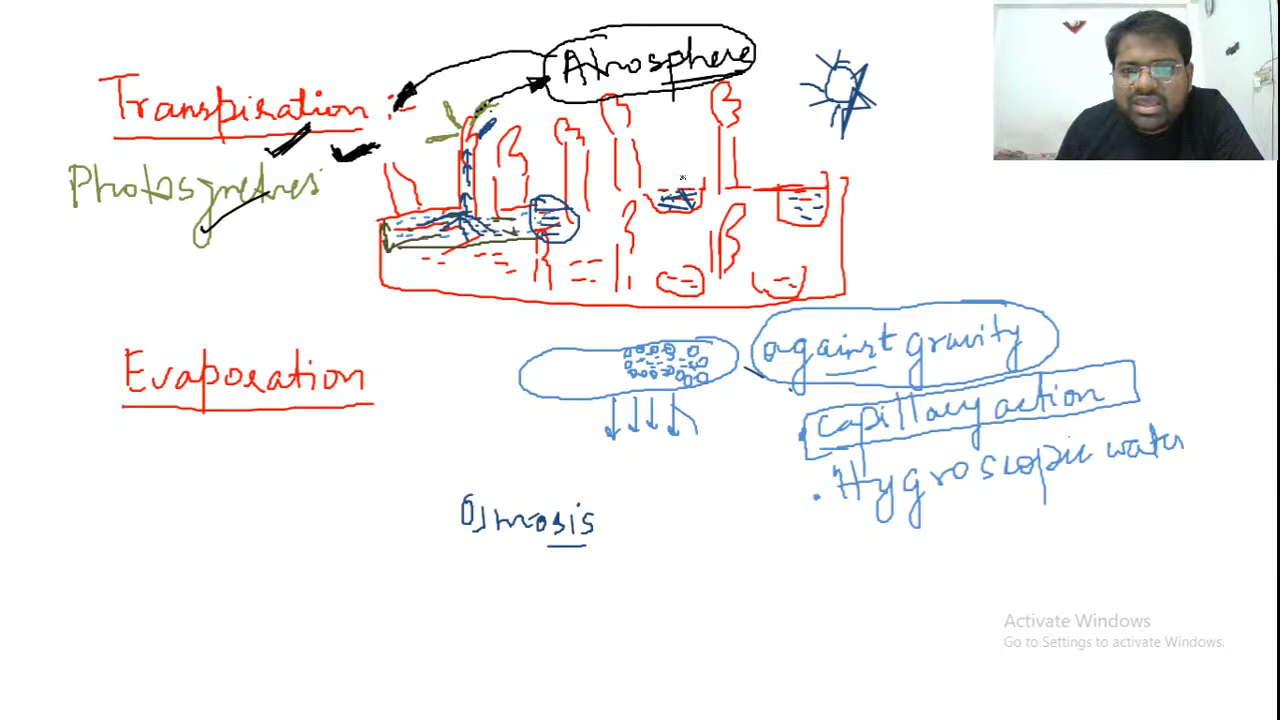 Atmosphere
Transpiration :-
Photosynthesis
against gravity
Evaporation
. capillary action
. Hygroscopic water
Osmosis
Activate Windows
Go to Settings to activate Windows.